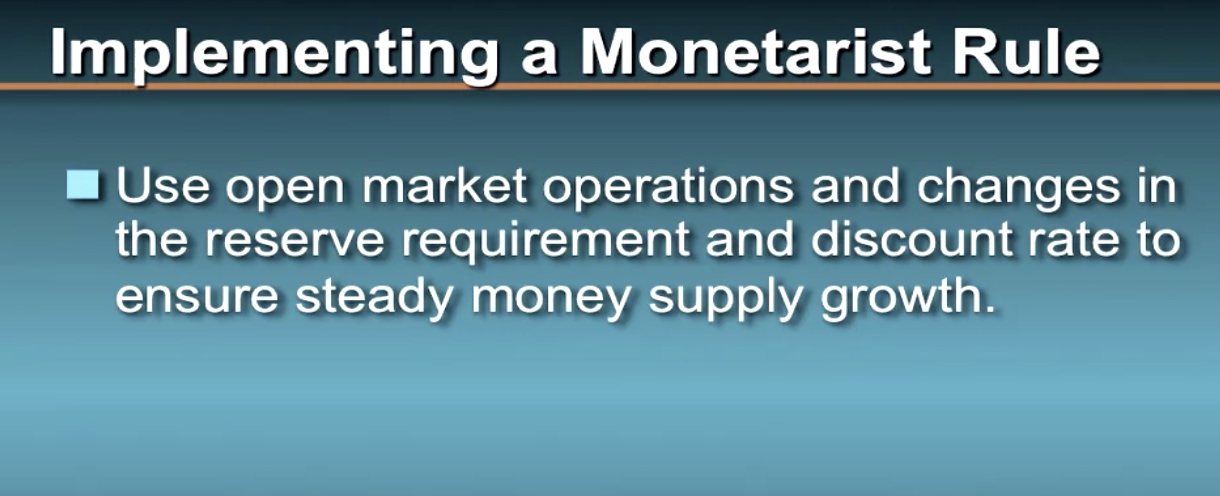 Implementing a Monetarist Rule
Use open market operations and changes in
the reserve requirement and discount rate to
ensure steady money supply growth.